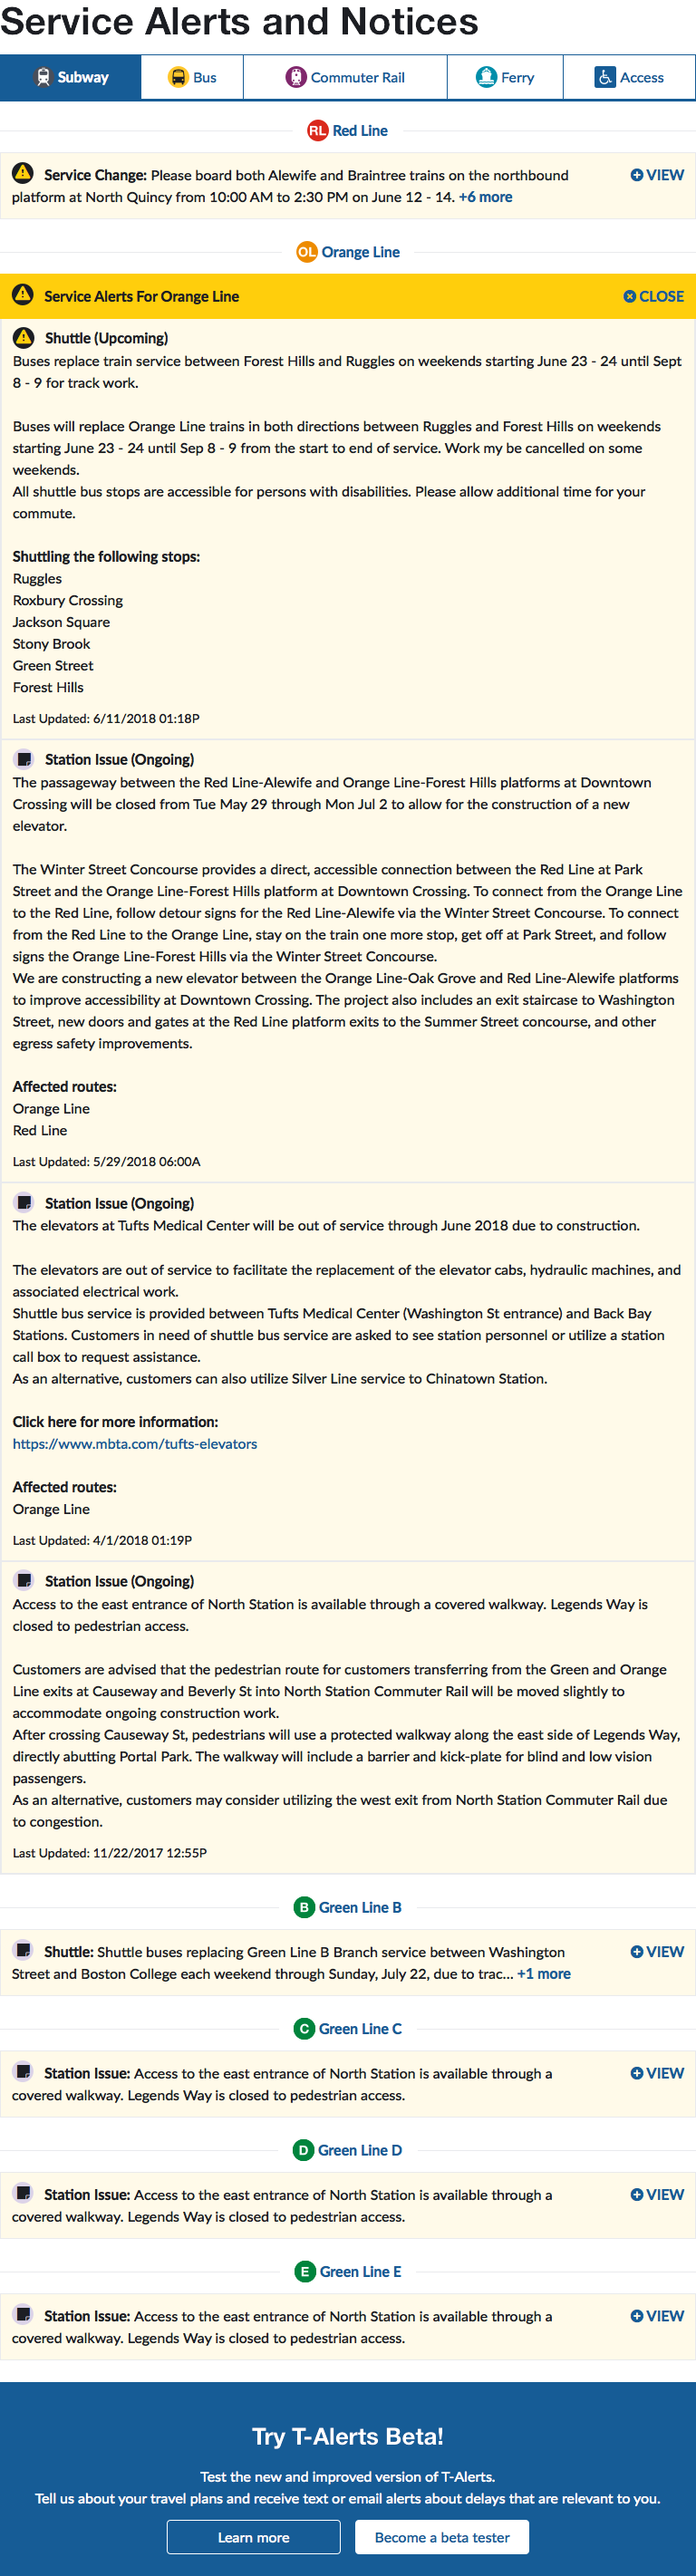 Service Alerts and Notices
Subway
Bus
Commuter Rail
Ferry
Access
RL Red Line
Service Change: Please board both Alewife and Braintree trains on the northbound
platform at North Quincy from 10:00 AM to 2:30 PM on June 12 - 14. +6 more
VIEW
OL Orange Line
Service Alerts For Orange Line
CLOSE
Shuttle (Upcoming)
Buses replace train service between Forest Hills and Ruggles on weekends starting June 23 - 24 until Sept
8 - 9 for track work.
Buses will replace Orange Line trains in both directions between Ruggles and Forest Hills on weekends
starting June 23 - 24 until Sep 8 - 9 from the start to end of service. Work my be cancelled on some
weekends.
All shuttle bus stops are accessible for persons with disabilities. Please allow additional time for your
commute.
Shuttling the following stops:
Ruggles
Roxbury Crossing
Jackson Square
Stony Brook
Green Street
Forest Hills
Last Updated: 6/11/2018 01:18P
Station Issue (Ongoing)
The passageway between the Red Line-Alewife and Orange Line-Forest Hills platforms at Downtown
Crossing will be closed from Tue May 29 through Mon Jul 2 to allow for the construction of a new
elevator.
The Winter Street Concourse provides a direct, accessible connection between the Red Line at Park
Street and the Orange Line-Forest Hills platform at Downtown Crossing. To connect from the Orange Line
to the Red Line, follow detour signs for the Red Line-Alewife via the Winter Street Concourse. To connect
from the Red Line to the Orange Line, stay on the train one more stop, get off at Park Street, and follow
signs the Orange Line-Forest Hills via the Winter Street Concourse.
We are constructing a new elevator between the Orange Line-Oak Grove and Red Line-Alewife platforms
to improve accessibility at Downtown Crossing. The project also includes an exit staircase to Washington
Street, new doors and gates at the Red Line platform exits to the Summer Street concourse, and other
egress safety improvements.
Affected routes:
Orange Line
Red Line
Last Updated: 5/29/2018 06:00A
Station Issue (Ongoing)
The elevators at Tufts Medical Center will be out of service through June 2018 due to construction.
The elevators are out of service to facilitate the replacement of the elevator cabs, hydraulic machines, and
associated electrical work.
Shuttle bus service is provided between Tufts Medical Center (Washington St entrance) and Back Bay
Stations. Customers in need of shuttle bus service are asked to see station personnel or utilize a station
call box to request assistance.
As an alternative, customers can also utilize Silver Line service to Chinatown Station.
Click here for more information:
https://www.mbta.com/tufts-elevators
Affected routes:
Orange Line
Last Updated: 4/1/2018 01:19P
Station Issue (Ongoing)
Access to the east entrance of North Station is available through a covered walkway. Legends Way is
closed to pedestrian access.
Customers are advised that the pedestrian route for customers transferring from the Green and Orange
Line exits at Causeway and Beverly St into North Station Commuter Rail will be moved slightly to
accommodate ongoing construction work.
After crossing Causeway St, pedestrians will use a protected walkway along the east side of Legends Way,
directly abutting Portal Park. The walkway will include a barrier and kick-plate for blind and low vision
passengers.
As an alternative, customers may consider utilizing the west exit from North Station Commuter Rail due
to congestion.
Last Updated: 11/22/2017 12:55P
B Green Line B
Shuttle: Shuttle buses replacing Green Line B Branch service between Washington
Street and Boston College each weekend through Sunday, July 22, due to trac... +1 more
VIEW
C Green Line C
Station Issue: Access to the east entrance of North Station is available through a
covered walkway. Legends Way is closed to pedestrian access.
VIEW
D Green Line D
Station Issue: Access to the east entrance of North Station is available through a
covered walkway. Legends Way is closed to pedestrian access.
VIEW
E Green Line E
Station Issue: Access to the east entrance of North Station is available through a
covered walkway. Legends Way is closed to pedestrian access.
VIEW
Try T-Alerts Beta!
Test the new and improved version of T-Alerts.
Tell us about your travel plans and receive text or email alerts about delays that are relevant to you.
Learn more
Become a beta tester